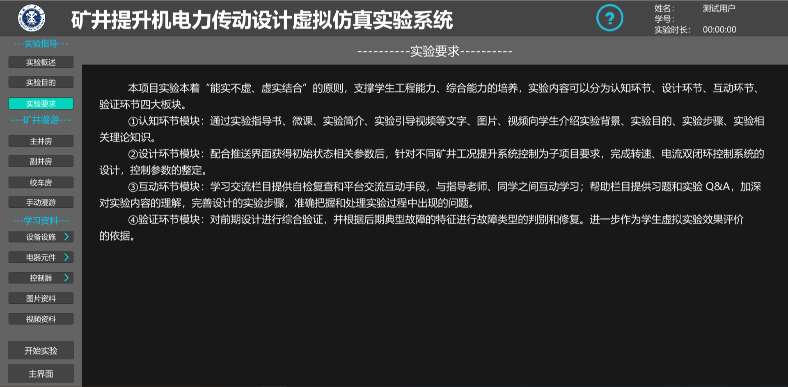 矿井提升机电力传动设计虚拟仿真实验系统
?
姓名： 测试用户
学号：
实验时长： 00:00:00
---实验指导---
实验概述
实验目的
实验要求
---矿井漫游---
主井房
副井房
绞车房
手动漫游
---学习资料---
设备设施
电器元件
控制器
图片资料
视频资料
开始实验
主界面
----------实验要求----------
本项目实验本着“能实不虚、虚实结合”的原则，支撑学生工程能力、综合能力的培养，实验内容可以分为认知环节、设计环节、互动环节、
验证环节四大板块。
①认知环节模块：通过实验指导书、微课、实验简介、实验引导视频等文字、图片、视频向学生介绍实验背景、实验目的、实验步骤、实验相
关理论知识。
②设计环节模块：配合推送界面获得初始状态相关参数后，针对不同矿井工况提升系统控制为子项目要求，完成转速、电流双闭环控制系统的
设计，控制参数的整定。
③互动环节模块：学习交流栏目提供自检复查和平台交流互动手段，与指导老师、同学之间互动学习；帮助栏目提供习题和实验 Q&A，加深
对实验内容的理解，完善设计的实验步骤，准确把握和处理实验过程中出现的问题。
④验证环节模块：对前期设计进行综合验证，并根据后期典型故障的特征进行故障类型的判别和修复。进一步作为学生虚拟实验效果评价
的依据。